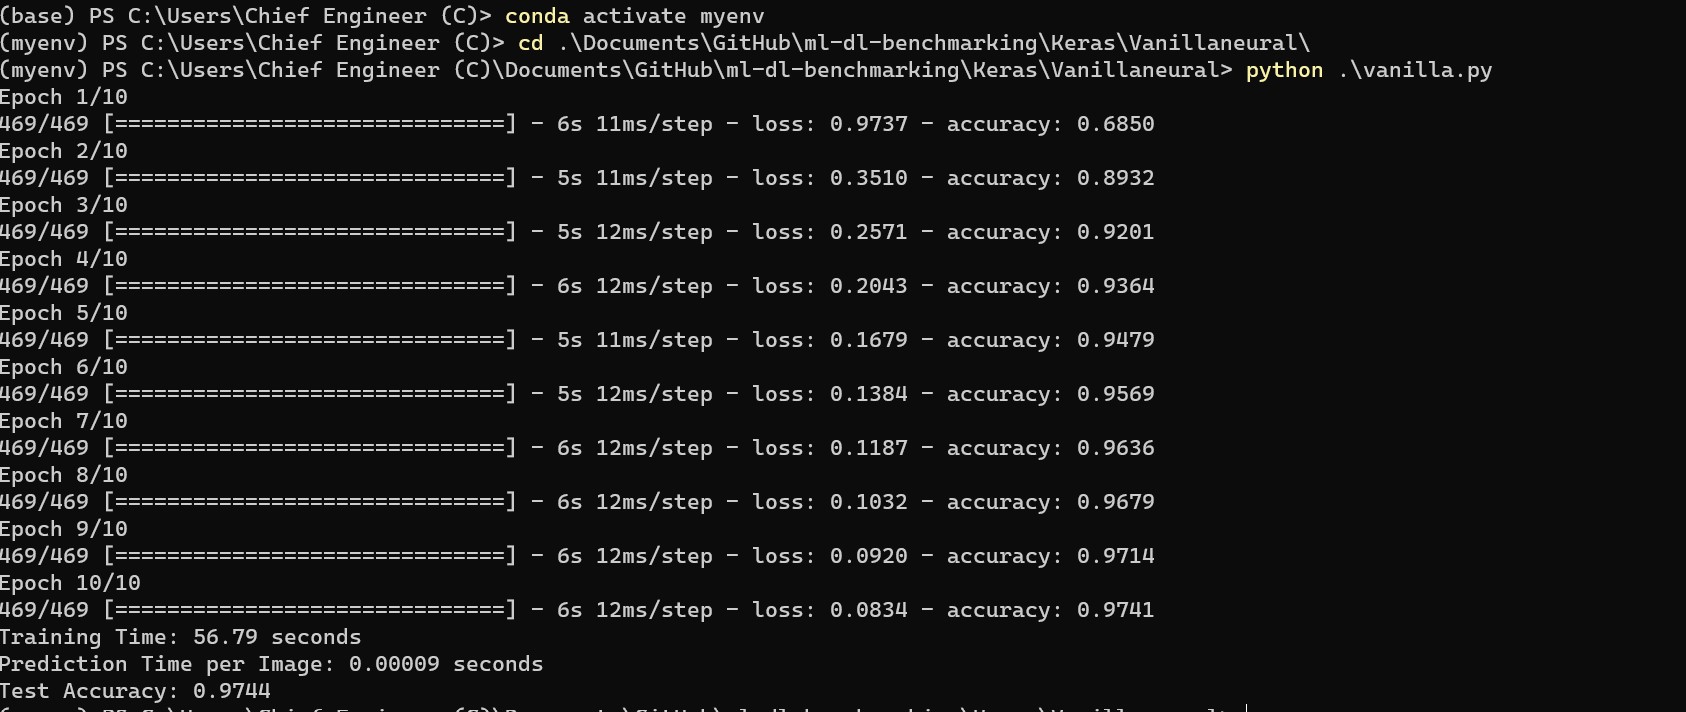 (base) PS C:\Users\Chief Engineer (C)> conda activate myenv
(myenv) PS C:\Users\Chief Engineer (C)> cd .\Documents\GitHub\ml-dl-benchmarking\Keras\Vanillaneural\
(myenv) PS C:\Users\Chief Engineer (C)\Documents\GitHub\ml-dl-benchmarking\Keras\Vanillaneural> python .\vanilla.py
Epoch 1/10
469/469 [==============================] - 6s 11ms/step - loss: 0.9737 - accuracy: 0.6850
Epoch 2/10
469/469 [==============================] - 5s 11ms/step - loss: 0.3510 - accuracy: 0.8932
Epoch 3/10
469/469 [==============================] - 5s 12ms/step - loss: 0.2571 - accuracy: 0.9201
Epoch 4/10
469/469 [==============================] - 6s 12ms/step - loss: 0.2043 - accuracy: 0.9364
Epoch 5/10
469/469 [==============================] - 5s 11ms/step - loss: 0.1679 - accuracy: 0.9479
Epoch 6/10
469/469 [==============================] - 5s 12ms/step - loss: 0.1384 - accuracy: 0.9569
Epoch 7/10
469/469 [==============================] - 6s 12ms/step - loss: 0.1187 - accuracy: 0.9636
Epoch 8/10
469/469 [==============================] - 6s 12ms/step - loss: 0.1032 - accuracy: 0.9679
Epoch 9/10
469/469 [==============================] - 6s 12ms/step - loss: 0.0920 - accuracy: 0.9714
Epoch 10/10
469/469 [==============================] - 6s 12ms/step - loss: 0.0834 - accuracy: 0.9741
Training Time: 56.79 seconds
Prediction Time per Image: 0.00009 seconds
Test Accuracy: 0.9744